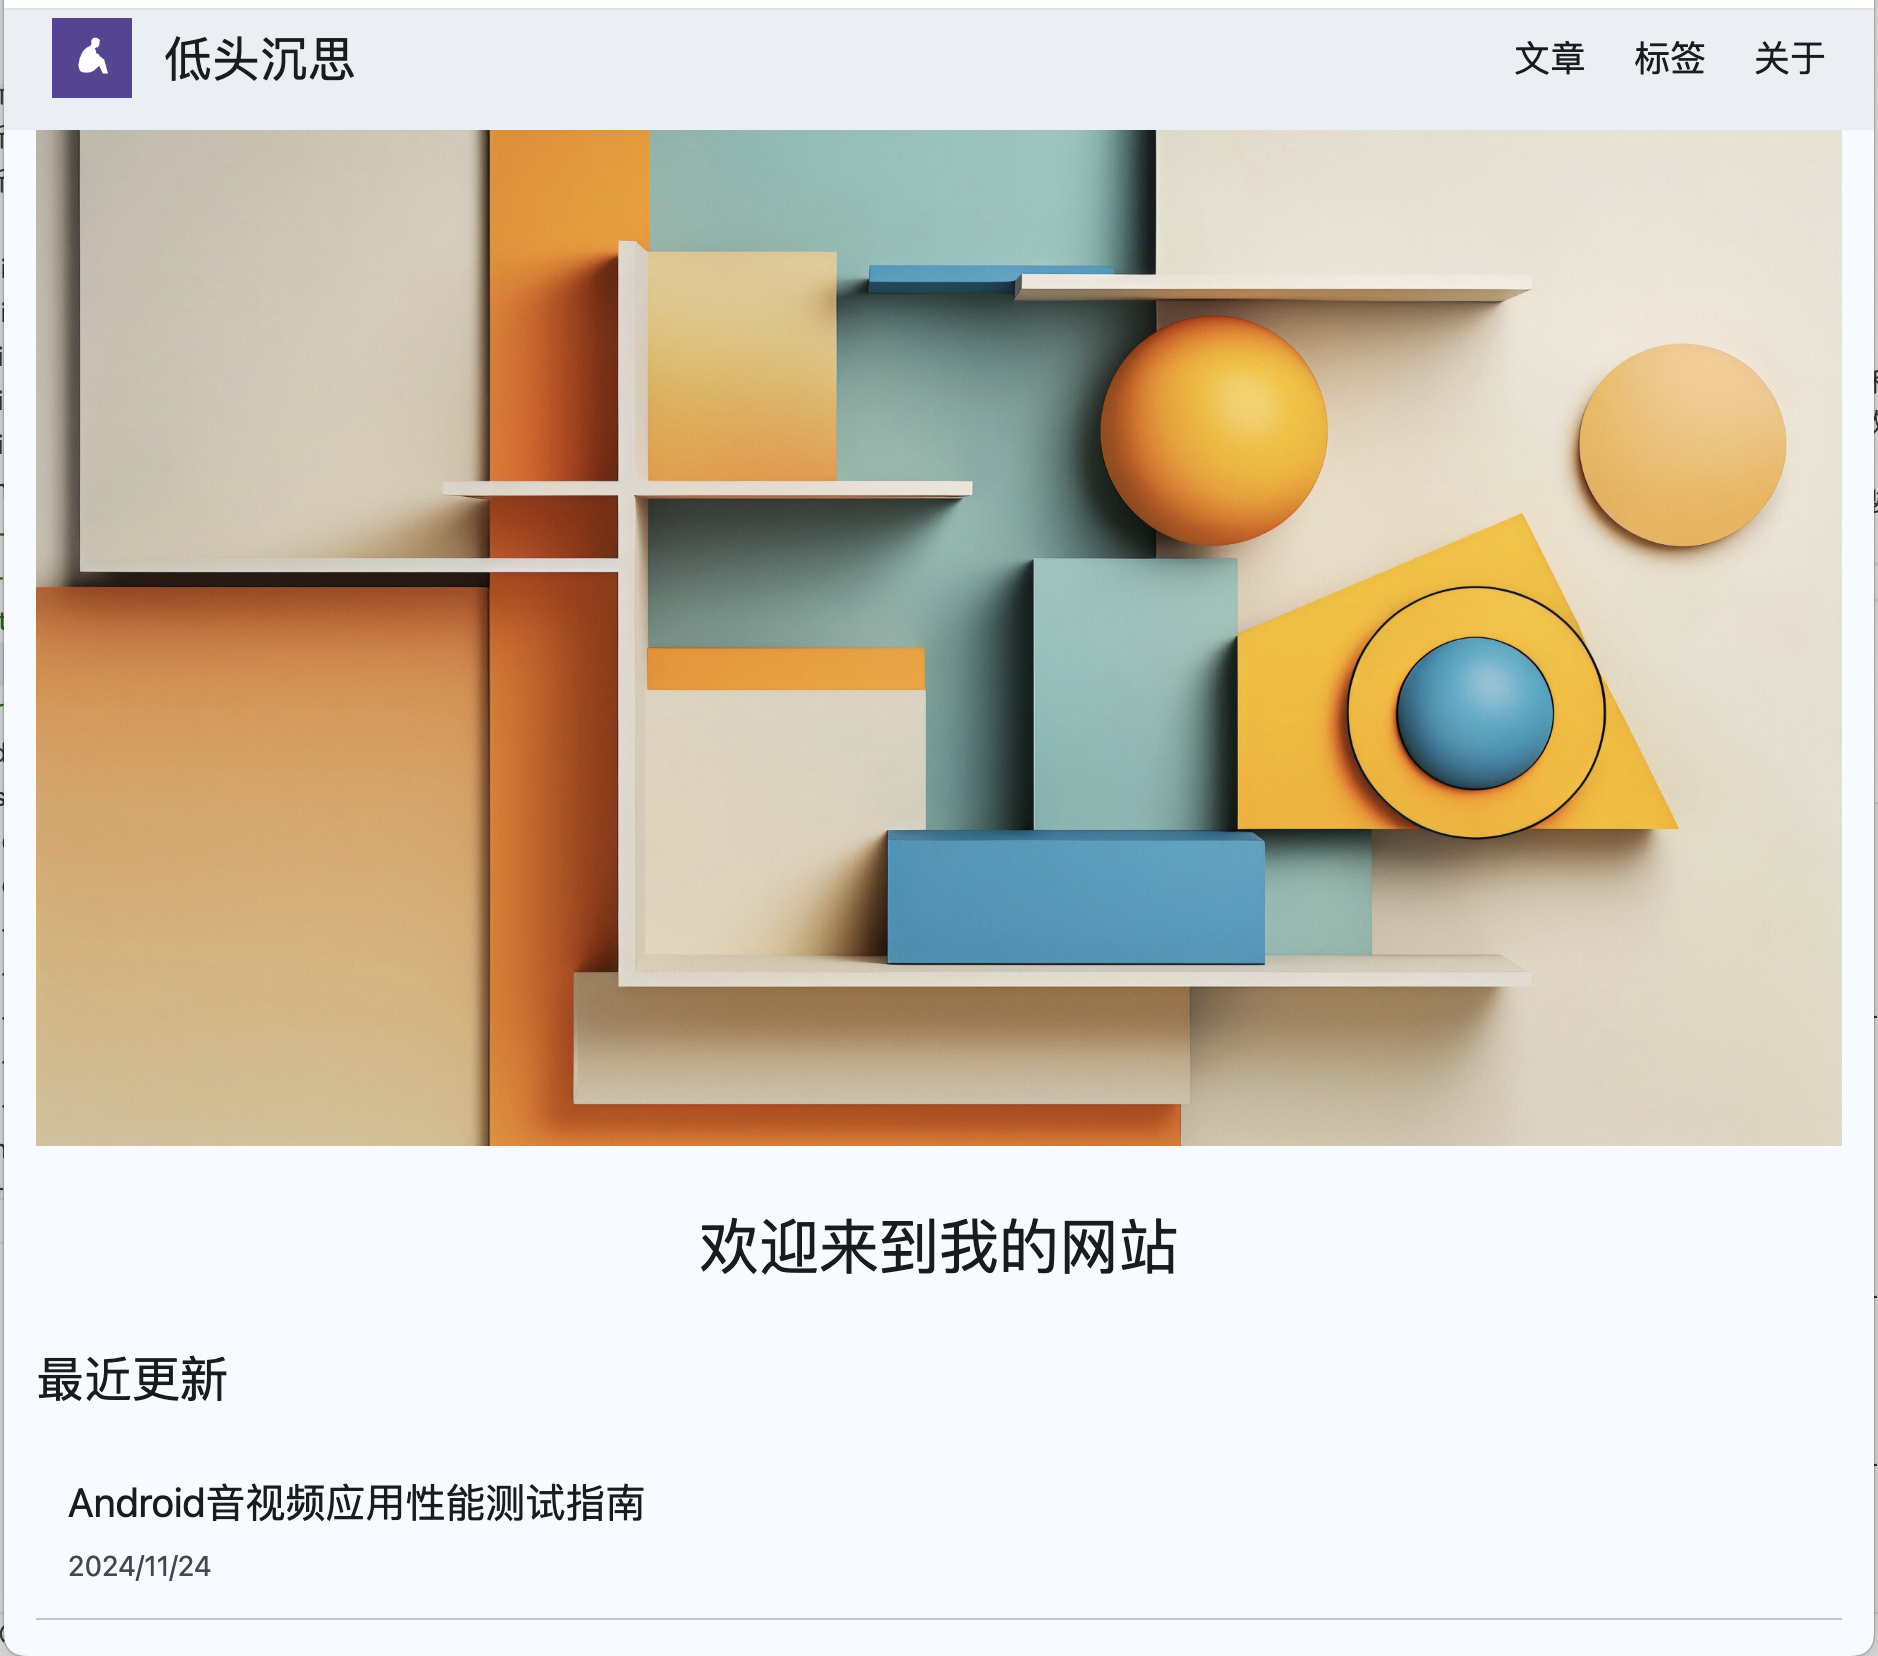 低头沉思
文章 标签 关于
欢迎来到我的网站
最近更新
Android音视频应用性能测试指南
2024/11/24